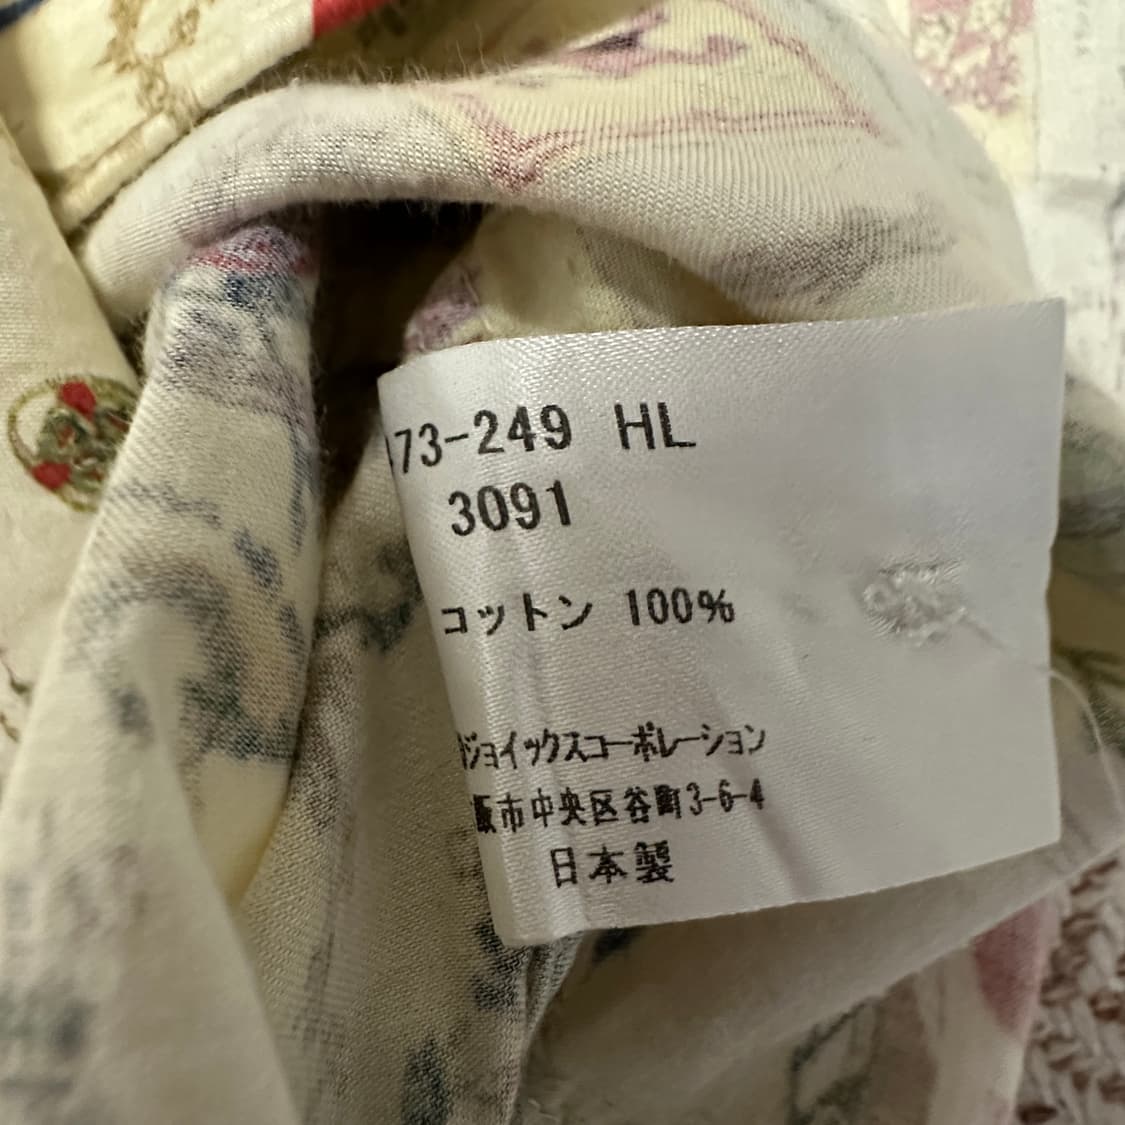 73-249 HL
3091
コットン 100%
ジョイックスコーポレーション
阪市中央区谷町3-6-4
日本製